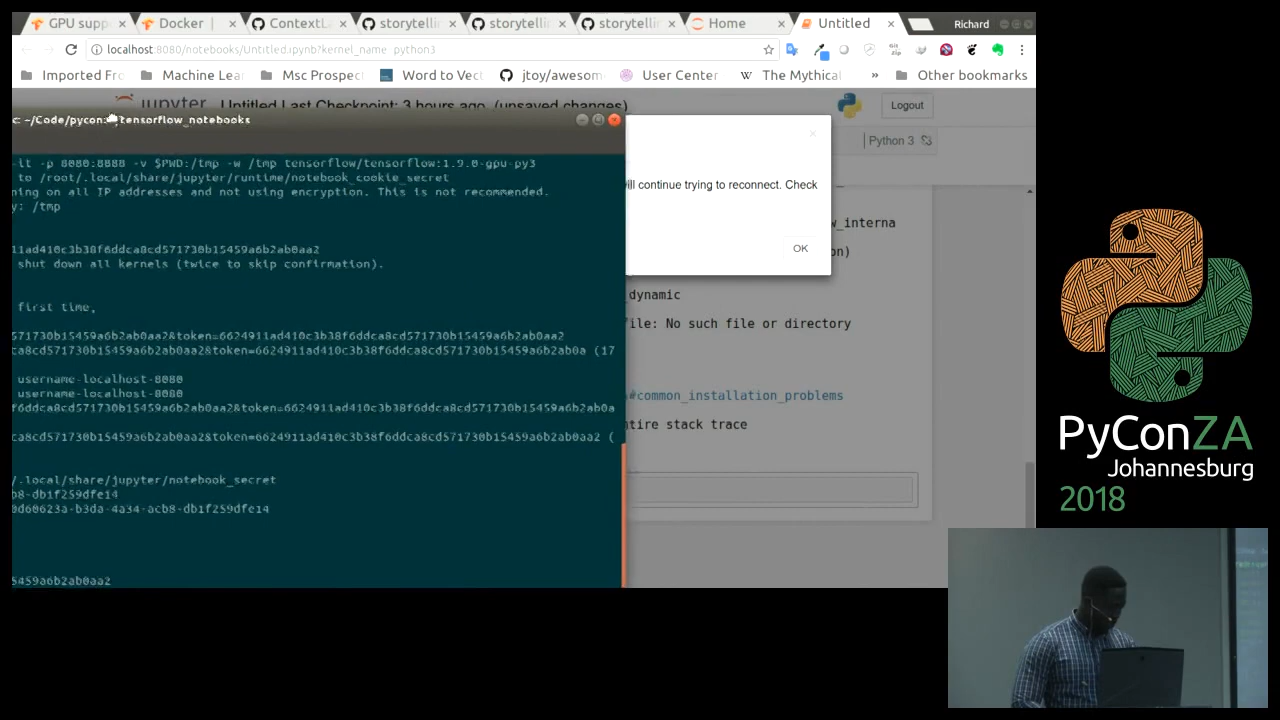 GPU supp
Docker |
ContextL
storytellin
storytellin
storytellin
Home
Untitled
Richard
localhost:8080/notebooks/Untitled.ipynb?kernel_name python3
Imported Fro
Machine Lea
Msc Prospec
Word to Vect
jtoy/awesom
User Center
The Mythical
»
Other bookmarks
jupyter Untitled Last Checkpoint: 3 hours ago (unsaved changes)
Logout
Python 3
c: ~/Code/pycon: tensorflow_notebooks
-it -p 8080:8888 -v $PWD:/tmp -w /tmp tensorflow/tensorflow:1.9.0-gpu-py3
to /root/.local/share/jupyter/runtime/notebook_cookie_secret
ning on all IP addresses and not using encryption. This is not recommended.
y: /tmp
11ad410c3b38f6ddca8cd571730b15459a6b2ab0aa2
shut down all kernels (twice to skip confirmation).
first time,
571730b15459a6b2ab0aa2&token=6624911ad410c3b38f6ddca8cd571730b15459a6b2ab0aa2
ca8cd571730b15459a6b2ab0aa2&token=6624911ad410c3b38f6ddca8cd571730b15459a6b2ab0a (17
username-localhost-8080
username-localhost-8080
f6ddca8cd571730b15459a6b2ab0aa2&token=6624911ad410c3b38f6ddca8cd571730b15459a6b2ab0a
ca8cd571730b15459a6b2ab0aa2&token=6624911ad410c3b38f6ddca8cd571730b15459a6b2ab0aa2 (
/.local/share/jupyter/notebook_secret
b8-db1f259dfe14
0d60623a-b3da-4a34-acb8-db1f259dfe14
5459a6b2ab0aa2
ill continue trying to reconnect. Check
OK
w_interna
on)
_dynamic
file: No such file or directory
#common_installation_problems
ntire stack trace
PyConZA
Johannesburg
2018